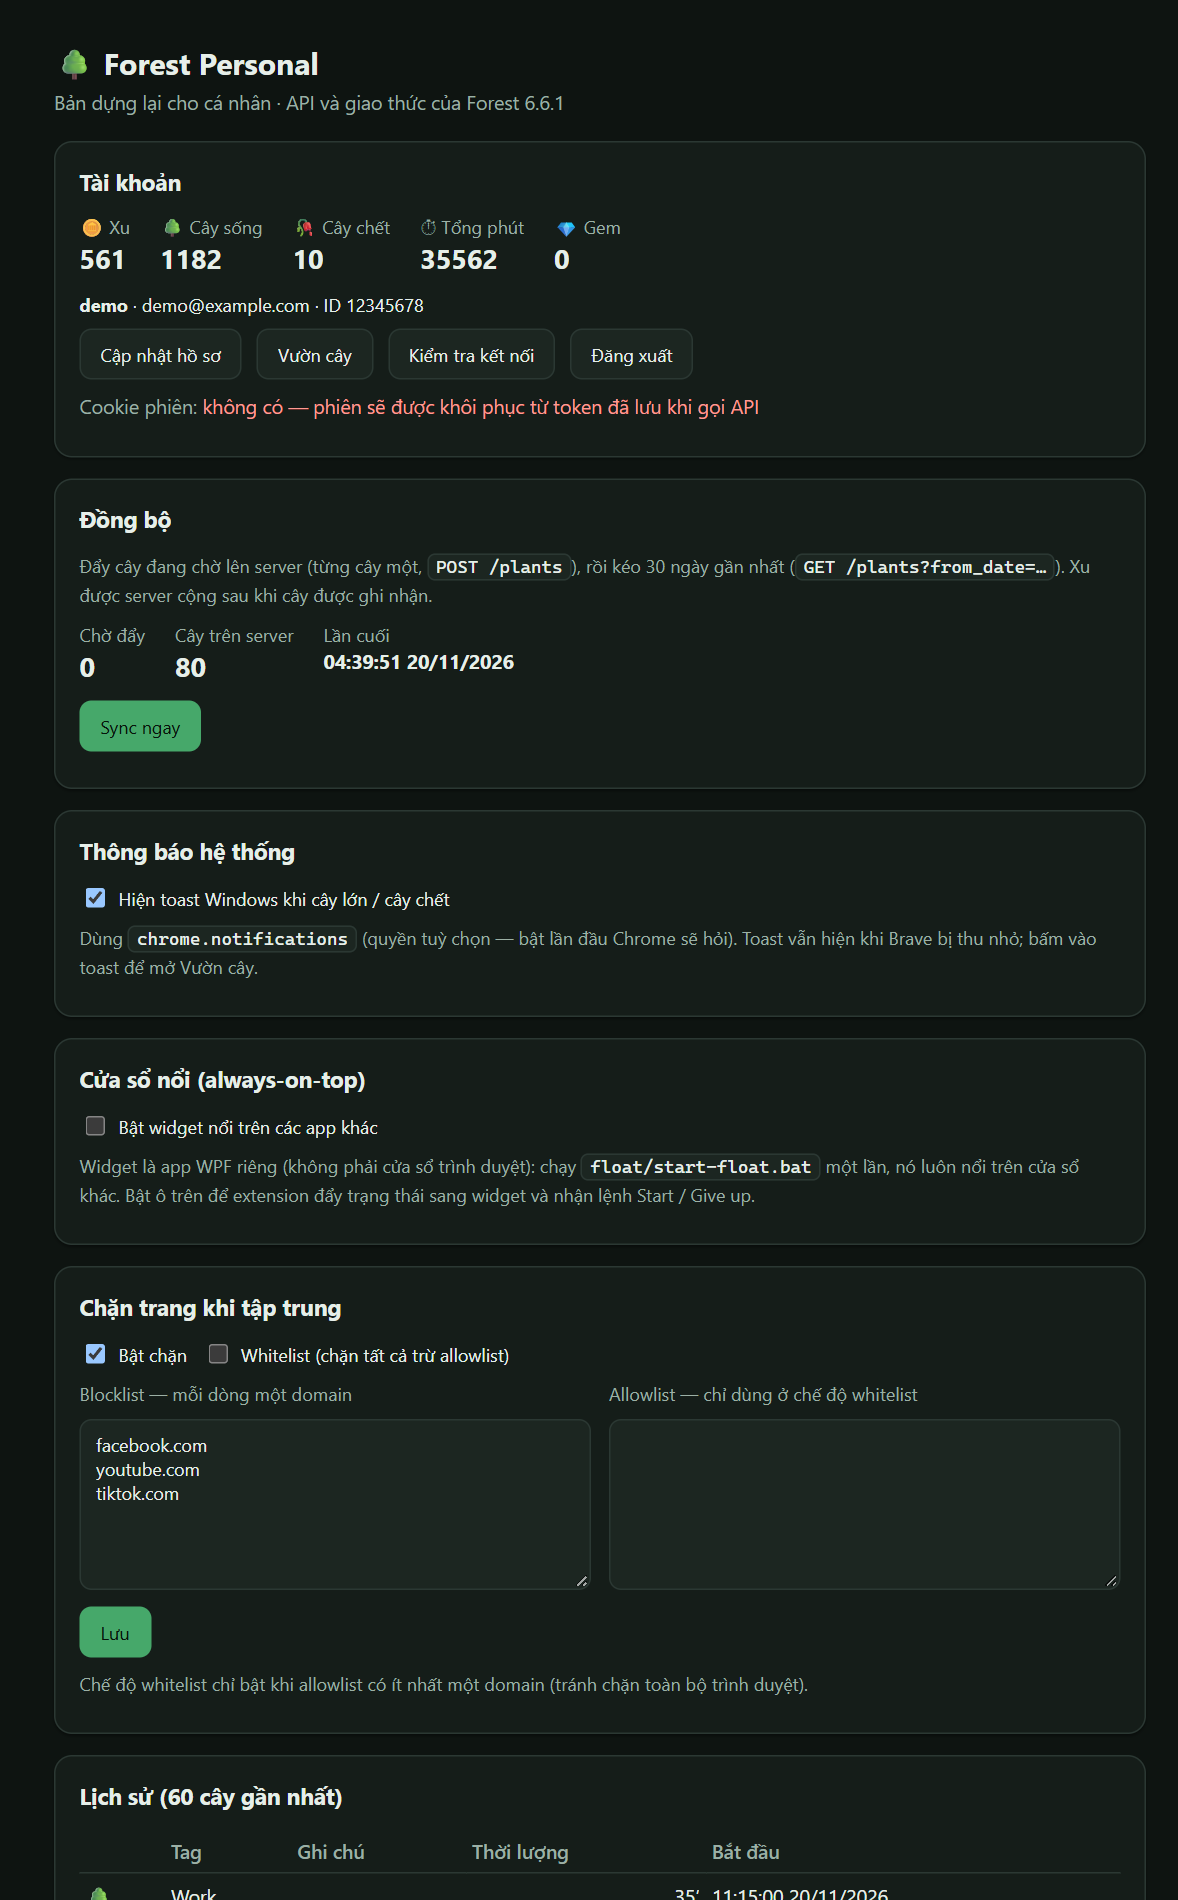 Forest Personal
Bản dựng lại cho cá nhân · API và giao thức của Forest 6.6.1
Tài khoản
Xu Cây sống Cây chết Tổng phút Gem
561 1182 10 35562 0
demo · demo@example.com · ID 12345678
Cập nhật hồ sơ Vườn cây Kiểm tra kết nối Đăng xuất
Cookie phiên: không có — phiên sẽ được khôi phục từ token đã lưu khi gọi API
Đồng bộ
Đẩy cây đang chờ lên server (từng cây một, POST /plants), rồi kéo 30 ngày gần nhất (GET /plants?from_date=…). Xu
được server cộng sau khi cây được ghi nhận.
Chờ đẩy Cây trên server Lần cuối
0 80 04:39:51 20/11/2026
Sync ngay
Thông báo hệ thống
Hiện toast Windows khi cây lớn / cây chết
Dùng chrome.notifications (quyền tuỳ chọn — bật lần đầu Chrome sẽ hỏi). Toast vẫn hiện khi Brave bị thu nhỏ; bấm vào
toast để mở Vườn cây.
Cửa sổ nổi (always-on-top)
Bật widget nổi trên các app khác
Widget là app WPF riêng (không phải cửa sổ trình duyệt): chạy float/start-float.bat một lần, nó luôn nổi trên cửa sổ
khác. Bật ô trên để extension đẩy trạng thái sang widget và nhận lệnh Start / Give up.
Chặn trang khi tập trung
Bật chặn Whitelist (chặn tất cả trừ allowlist)
Blocklist — mỗi dòng một domain Allowlist — chỉ dùng ở chế độ whitelist
facebook.com
youtube.com
tiktok.com
Lưu
Chế độ whitelist chỉ bật khi allowlist có ít nhất một domain (tránh chặn toàn bộ trình duyệt).
Lịch sử (60 cây gần nhất)
Tag Ghi chú Thời lượng Bắt đầu
Work 35′ 11:15:00 20/11/2026